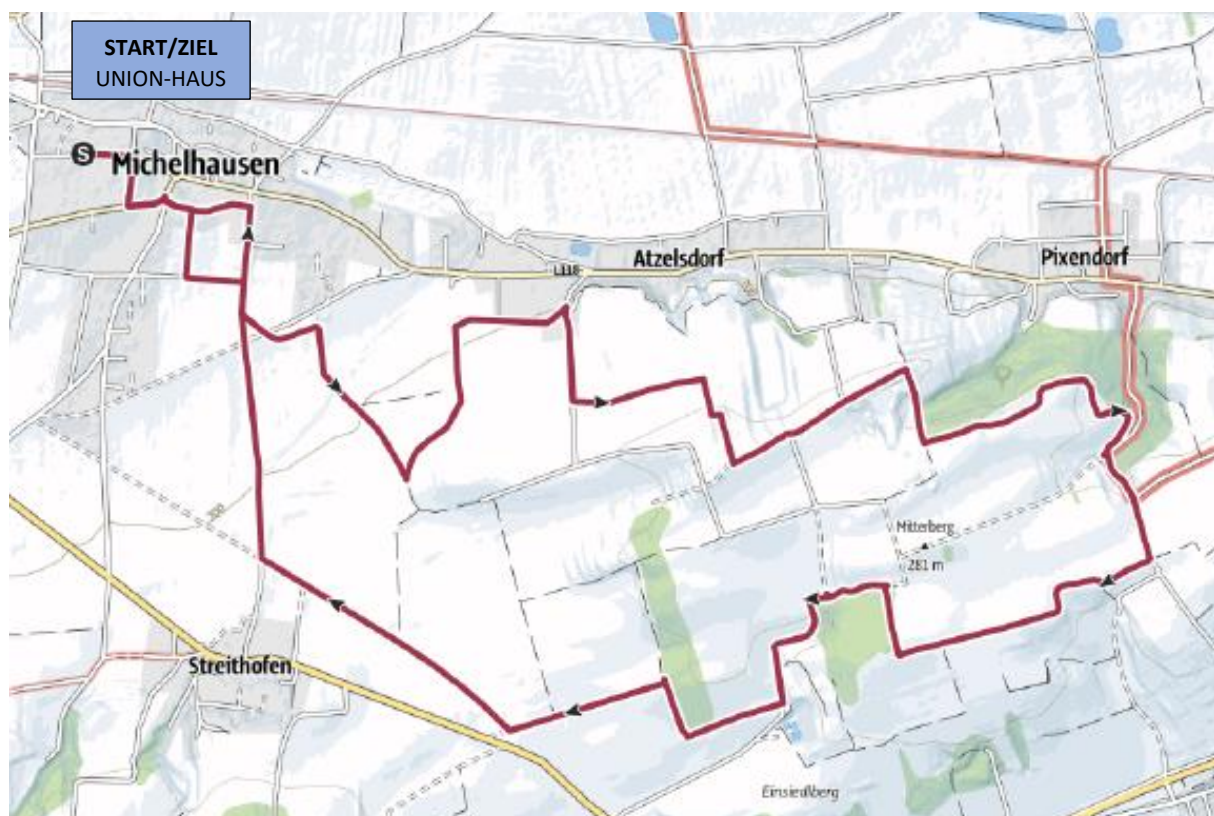 START/ZIEL
UNION-HAUS
S
Michelhausen
L118
Atzelsdorf
Pixendorf
Mitterberg
281 m
Streithofen
Einsiedlberg